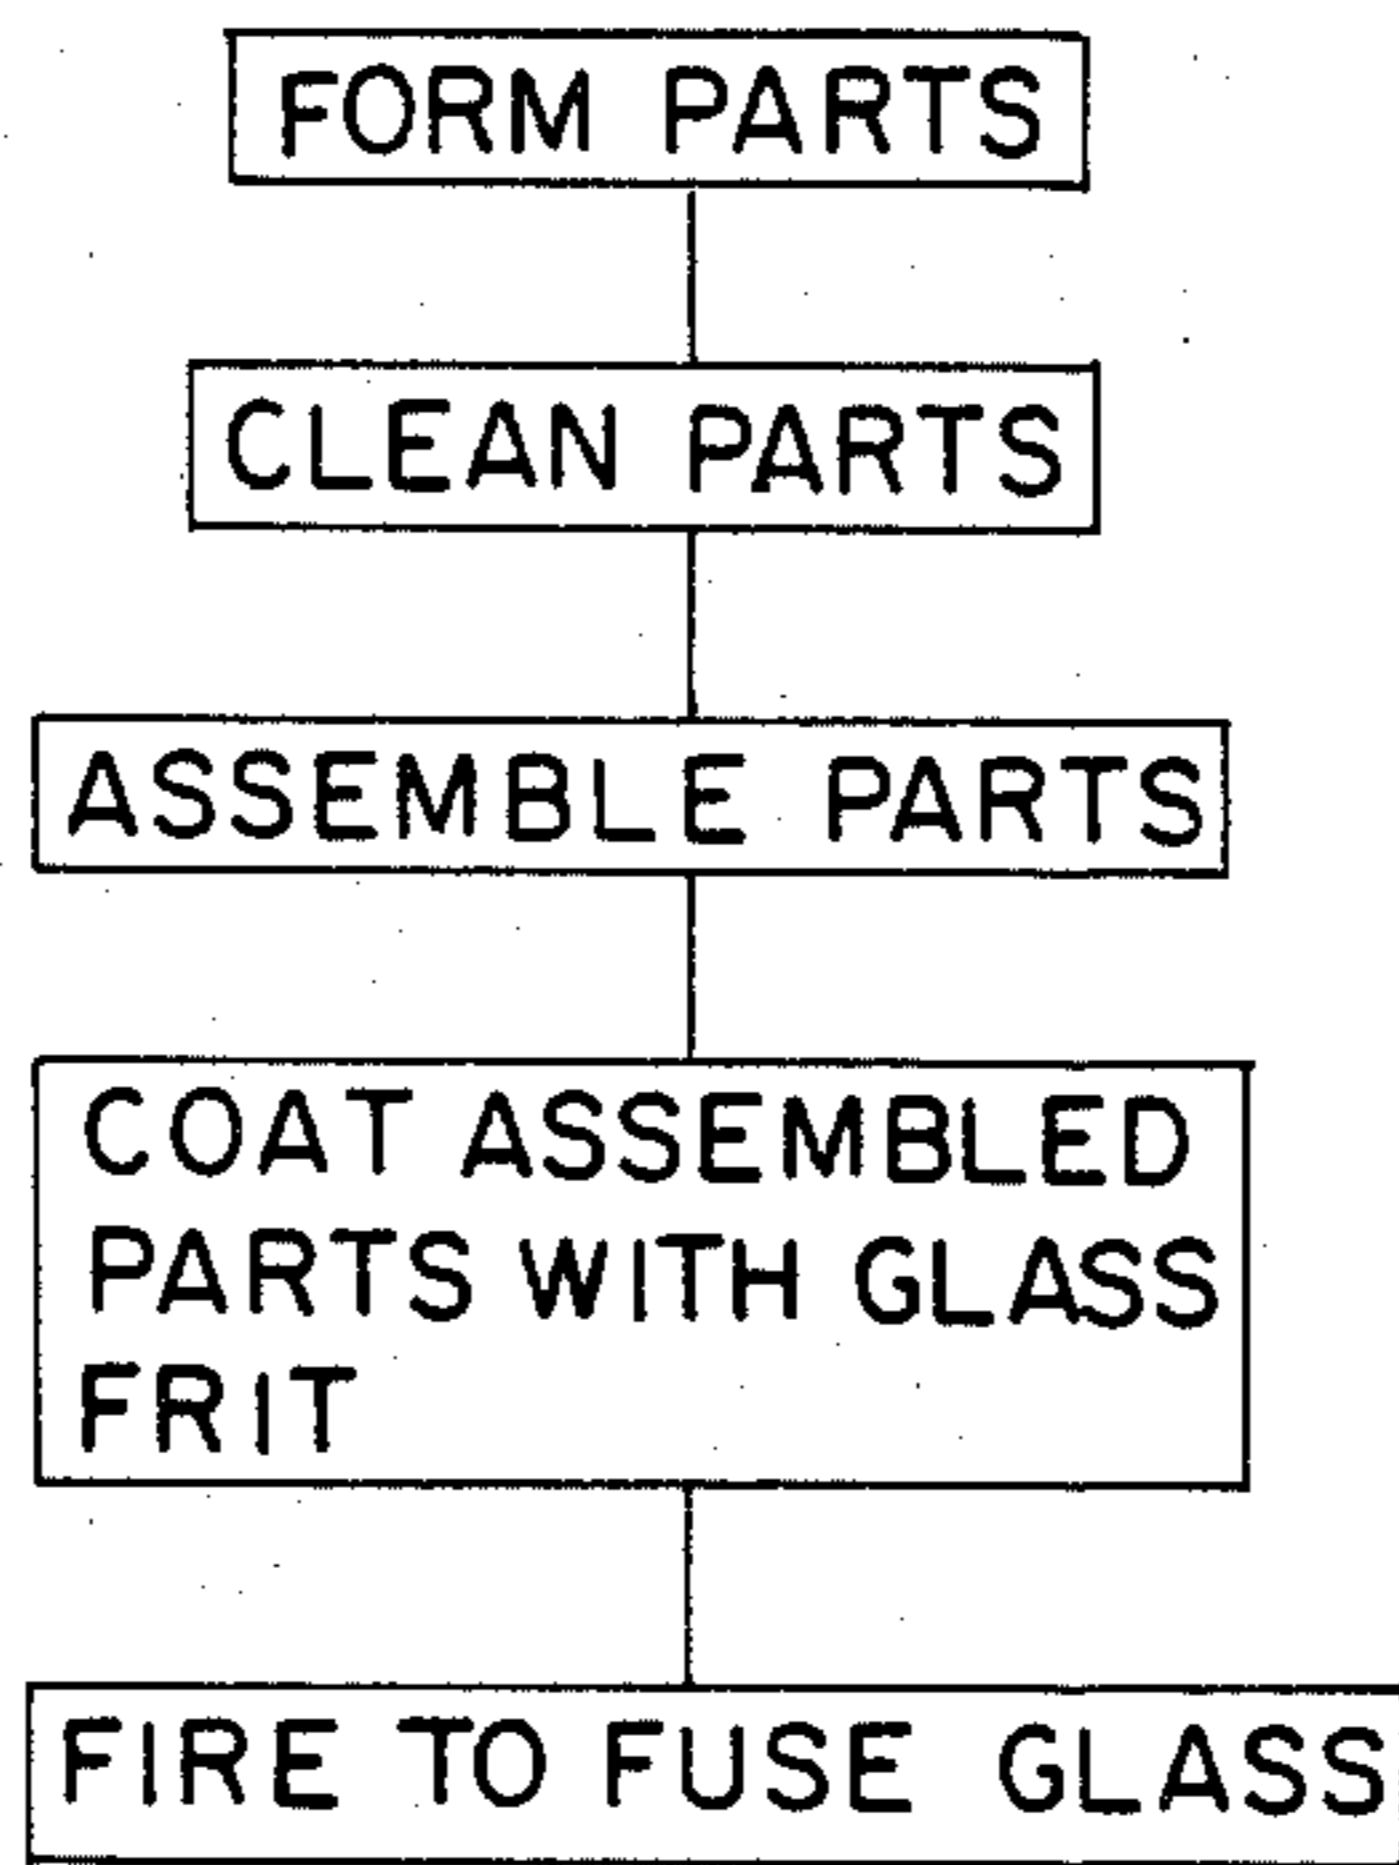 FORM PARTS
CLEAN PARTS
ASSEMBLE PARTS
COAT ASSEMBLED
PARTS WITH GLASS
FRIT
FIRE TO FUSE GLASS